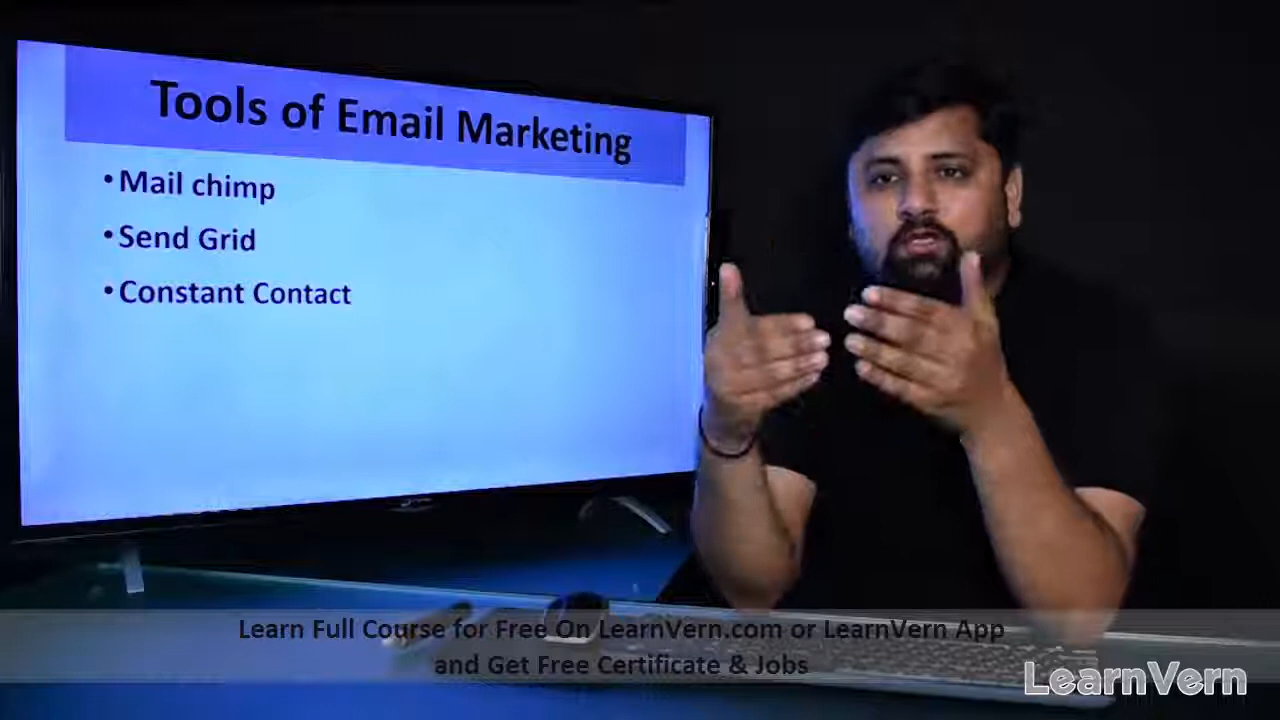 Tools of Email Marketing
• Mail chimp
• Send Grid
• Constant Contact
Learn Full Course for Free On LearnVern.com or LearnVern App
and Get Free Certificate & Jobs
LearnVern